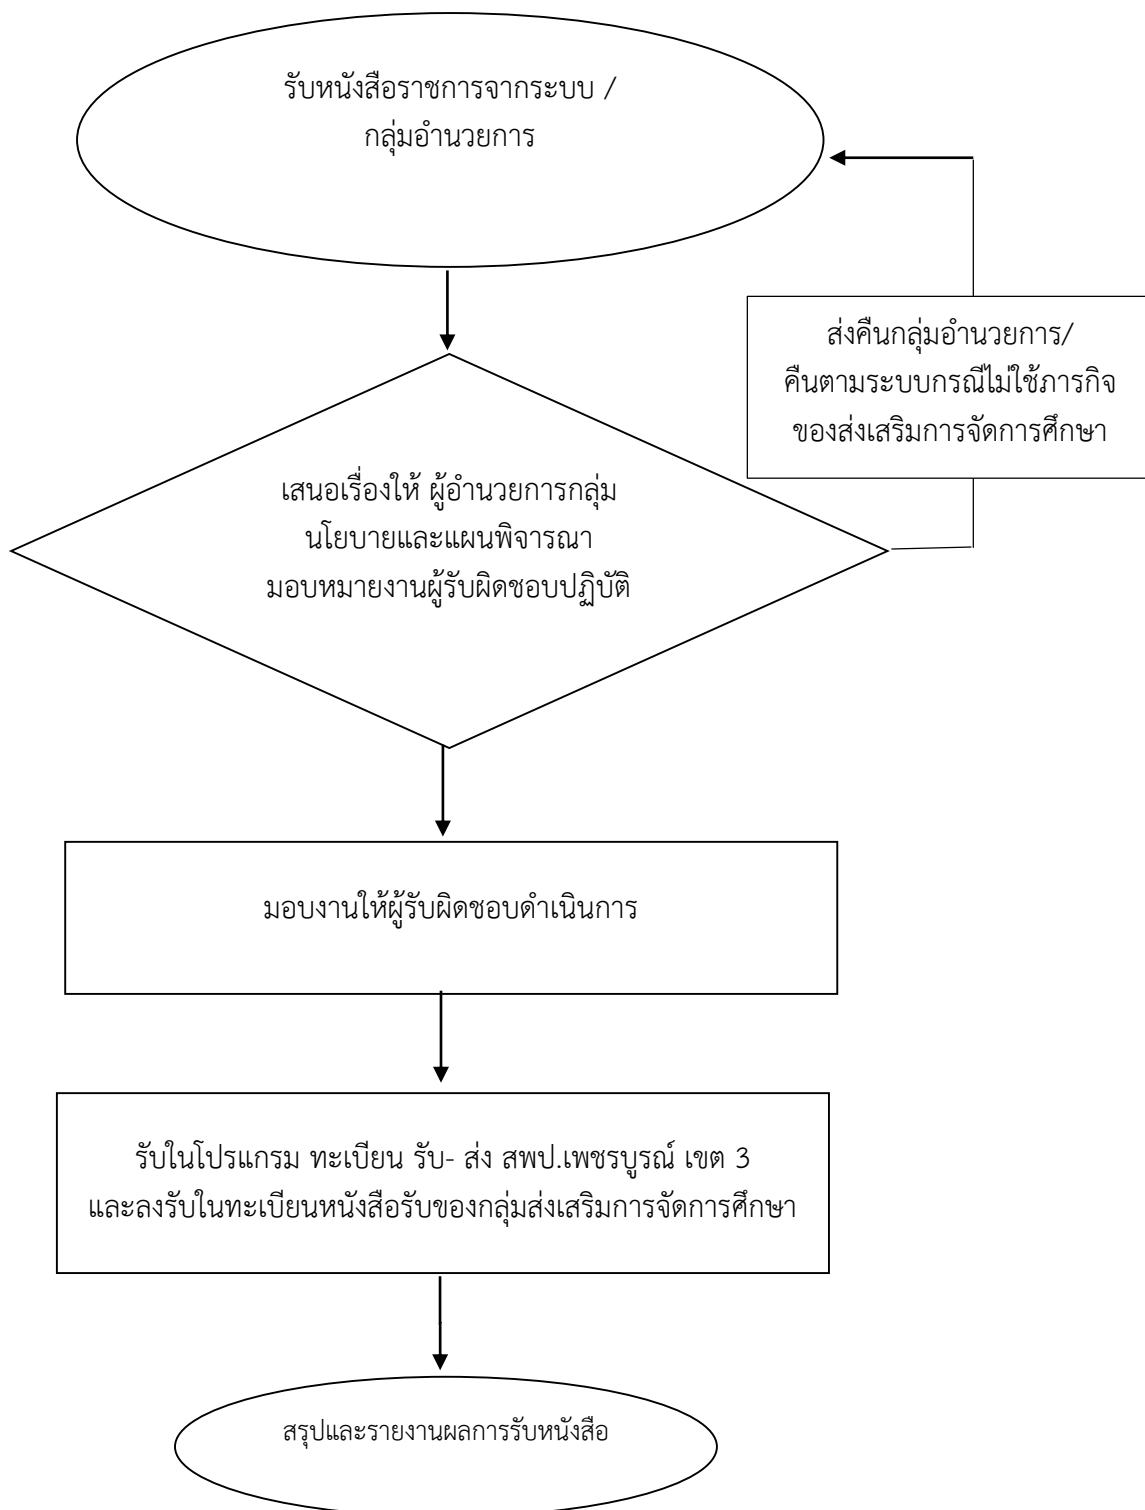 รับหนังสือราชการจากระบบ /
กลุ่มอำนวยการ
ส่งคืนกลุ่มอำนวยการ/
คืนตามระบบกรณีไม่ใช้ภารกิจ
ของส่งเสริมการจัดการศึกษา
เสนอเรื่องให้ ผู้อำนวยการกลุ่ม
นโยบายและแผนพิจารณา
มอบหมายงานผู้รับผิดชอบปฏิบัติ
มอบงานให้ผู้รับผิดชอบดำเนินการ
รับในโปรแกรม ทะเบียน รับ- ส่ง สพป.เพชรบูรณ์ เขต 3
และลงรับในทะเบียนหนังสือรับของกลุ่มส่งเสริมการจัดการศึกษา
สรุปและรายงานผลการรับหนังสือ